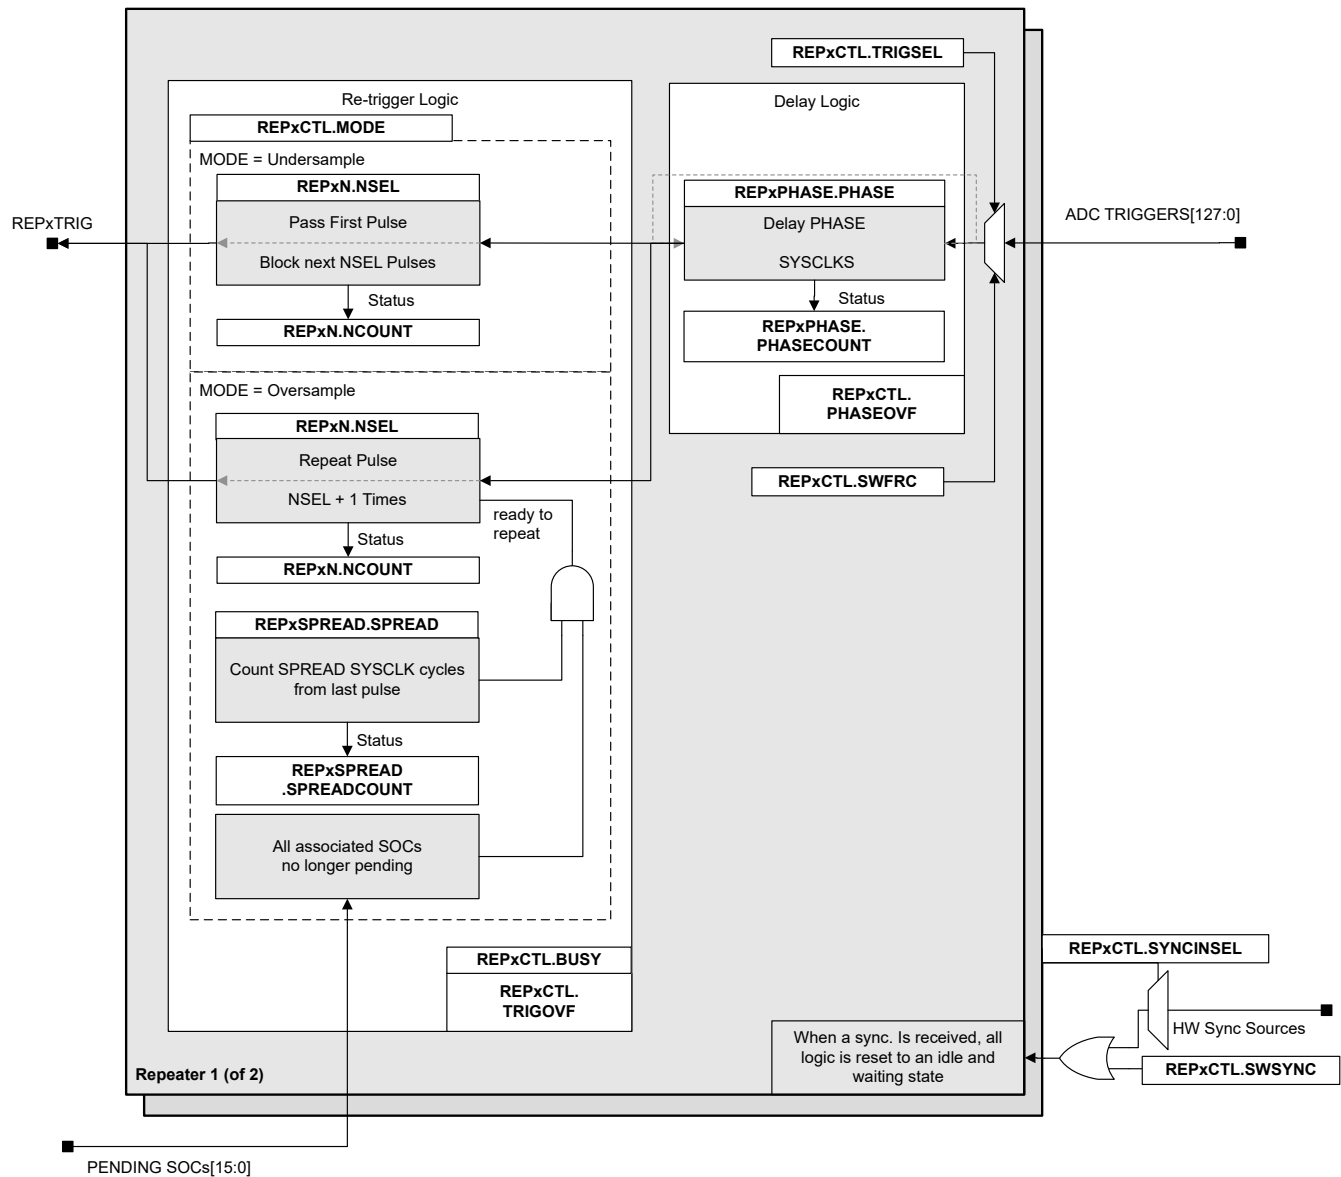 REPxCTL.TRIGSEL
Re-trigger Logic
Delay Logic
REPxCTL.MODE
MODE = Undersample
REPxN.NSEL
REPxPHASE.PHASE
REPxTRIG
Pass First Pulse
Delay PHASE
ADC TRIGGERS[127:0]
Block next NSEL Pulses
SYSCLKS
Status
Status
REPxN.NCOUNT
REPxPHASE.
PHASECOUNT
MODE = Oversample
REPxCTL.
PHASEOVF
REPxN.NSEL
Repeat Pulse
REPxCTL.SWFRC
NSEL + 1 Times
ready to
repeat
Status
REPxN.NCOUNT
REPxSPREAD.SPREAD
Count SPREAD SYSCLK cycles
from last pulse
Status
REPxSPREAD
.SPREADCOUNT
All associated SOCs
no longer pending
REPxCTL.BUSY
REPxCTL.
TRIGOVF
REPxCTL.SYNCINSEL
HW Sync Sources
When a sync. Is received, all
logic is reset to an idle and
waiting state
REPxCTL.SWSYNC
Repeater 1 (of 2)
PENDING SOCs[15:0]